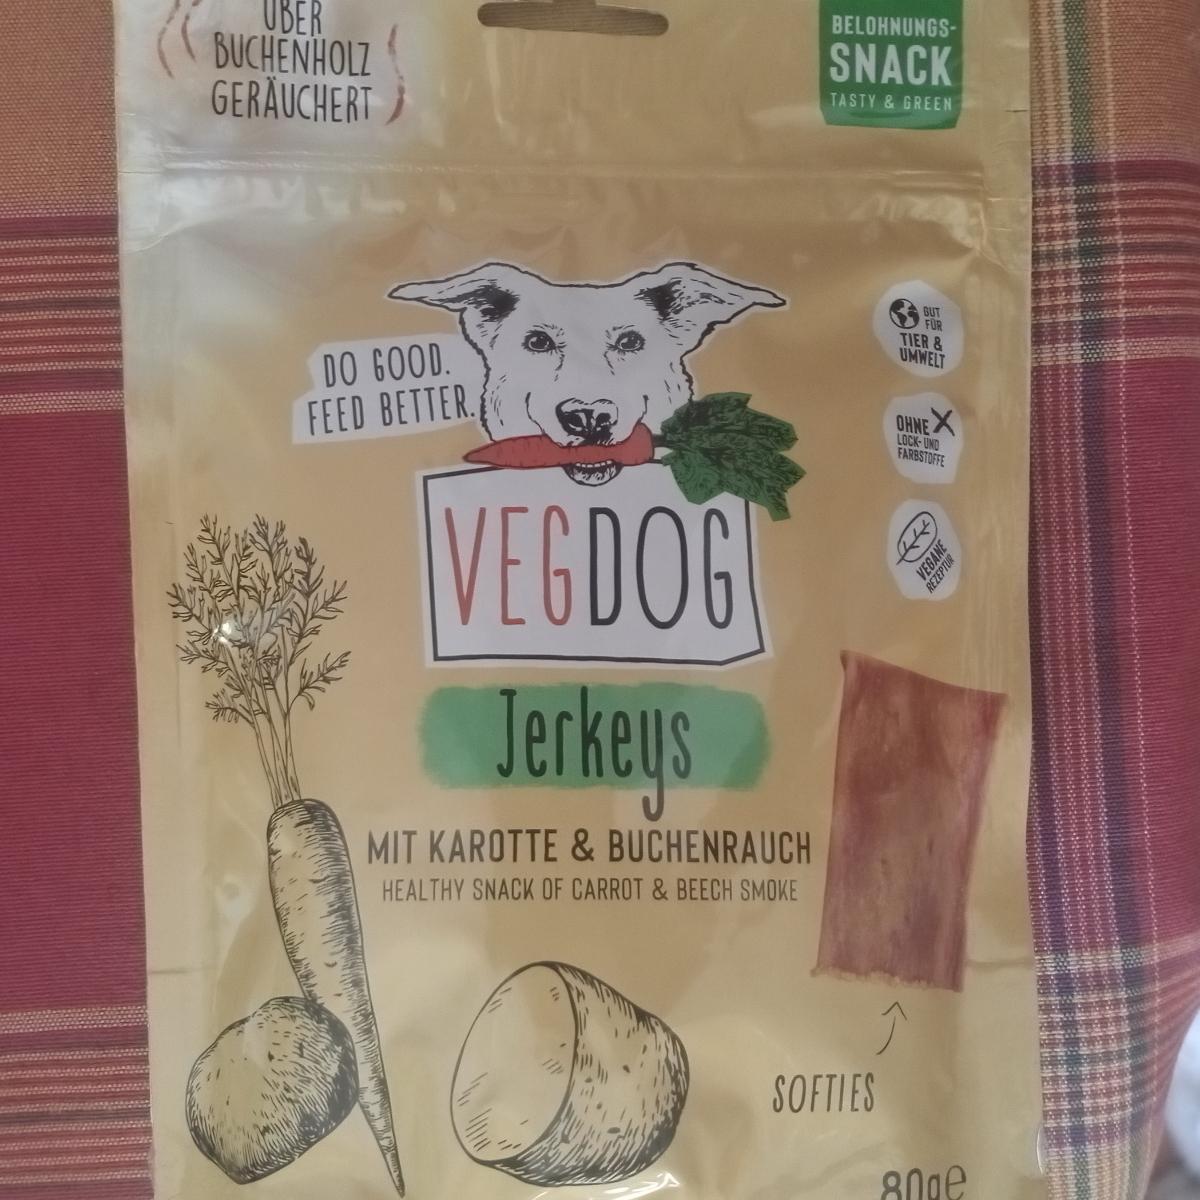 ÜBER
BUCHENHOLZ
GERÄUCHERT
BELOHNUNGS-
SNACK
TASTY & GREEN
DO GOOD.
FEED BETTER.
GUT
FÜR
TIER &
UMWELT
OHNE
LOCK- UND
FARBSTOFFE
VEGANE
REZEPTUR
VEGDOG
Jerkeys
MIT KAROTTE & BUCHENRAUCH
HEALTHY SNACK OF CARROT & BEECH SMOKE
SOFTIES
80g e